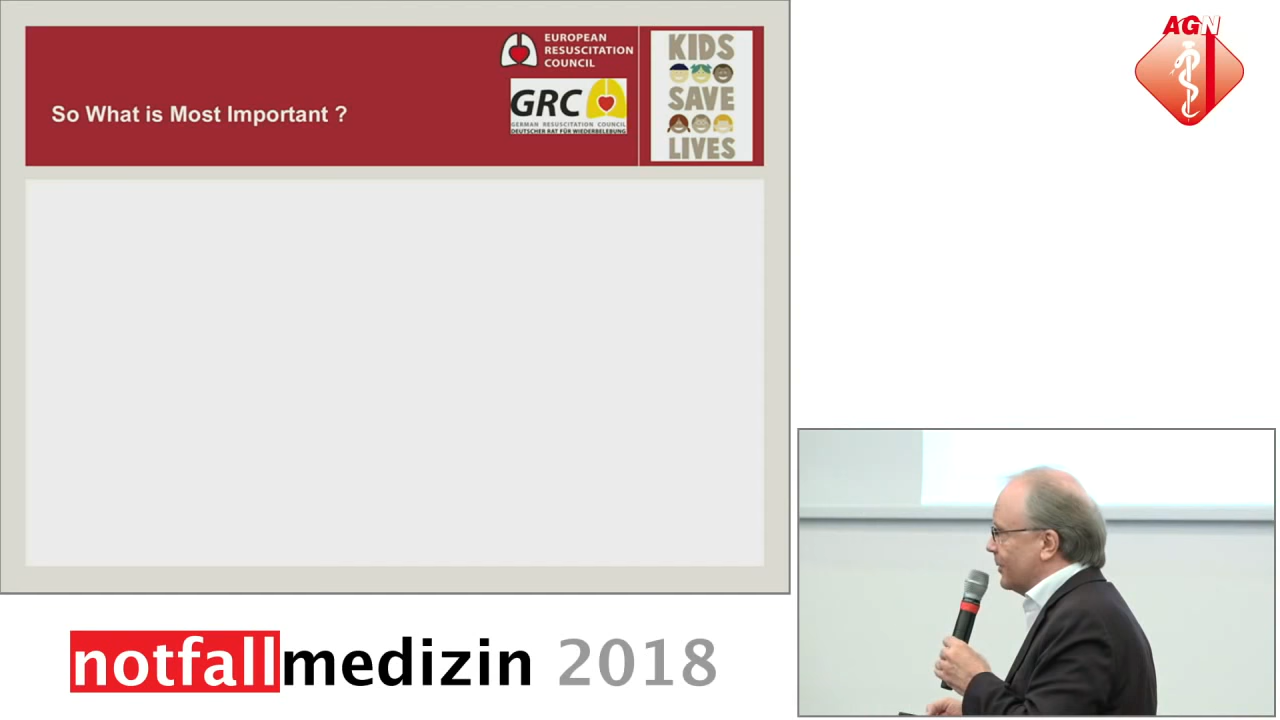 So What is Most Important ?
EUROPEAN
RESUSCITATION
COUNCIL
GRC
GERMAN RESUSCITATION COUNCIL
DEUTSCHER RAT FÜR WIEDERBELEBUNG
KIDS
SAVE
LIVES
AGN
notfallmedizin 2018